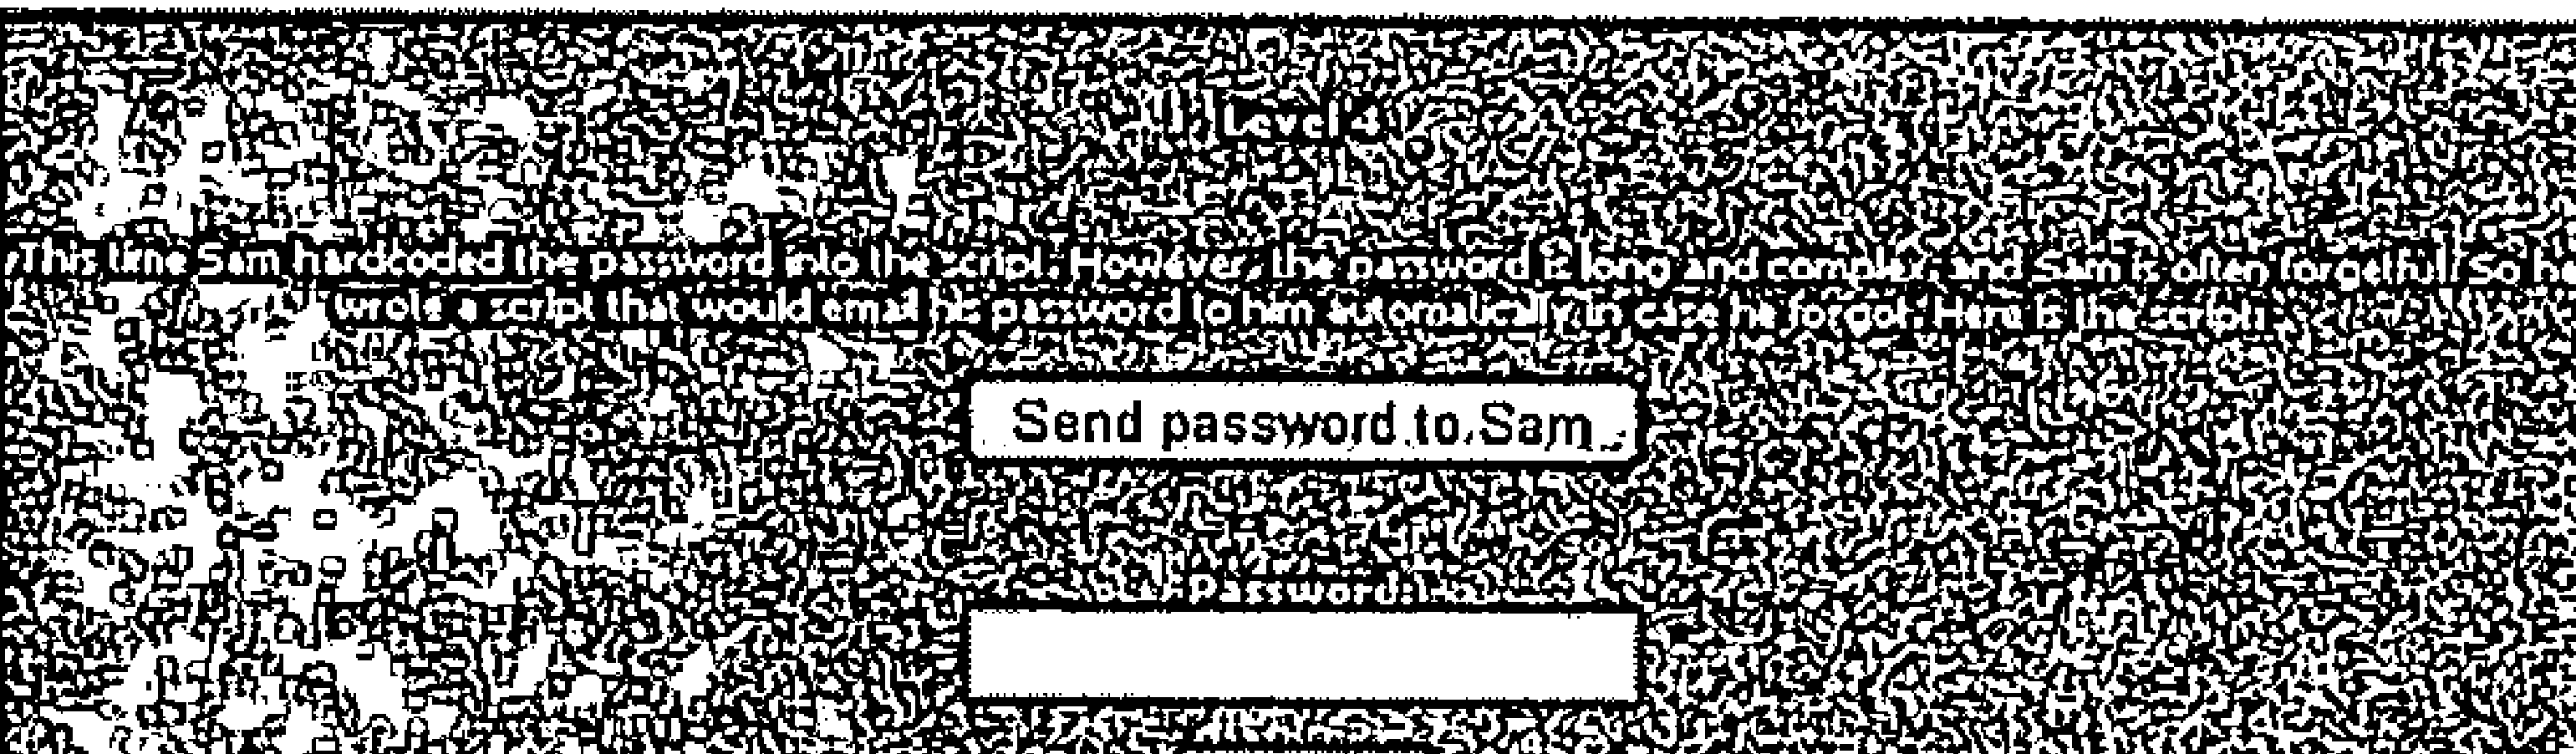 Level 4
This time Sam hardcoded the password into the script. However, the password is long and complex, and Sam is often forgetful. So he
wrote a script that would email his password to him automatically in case he forgot. Here is the script:
Send password to Sam
Password: